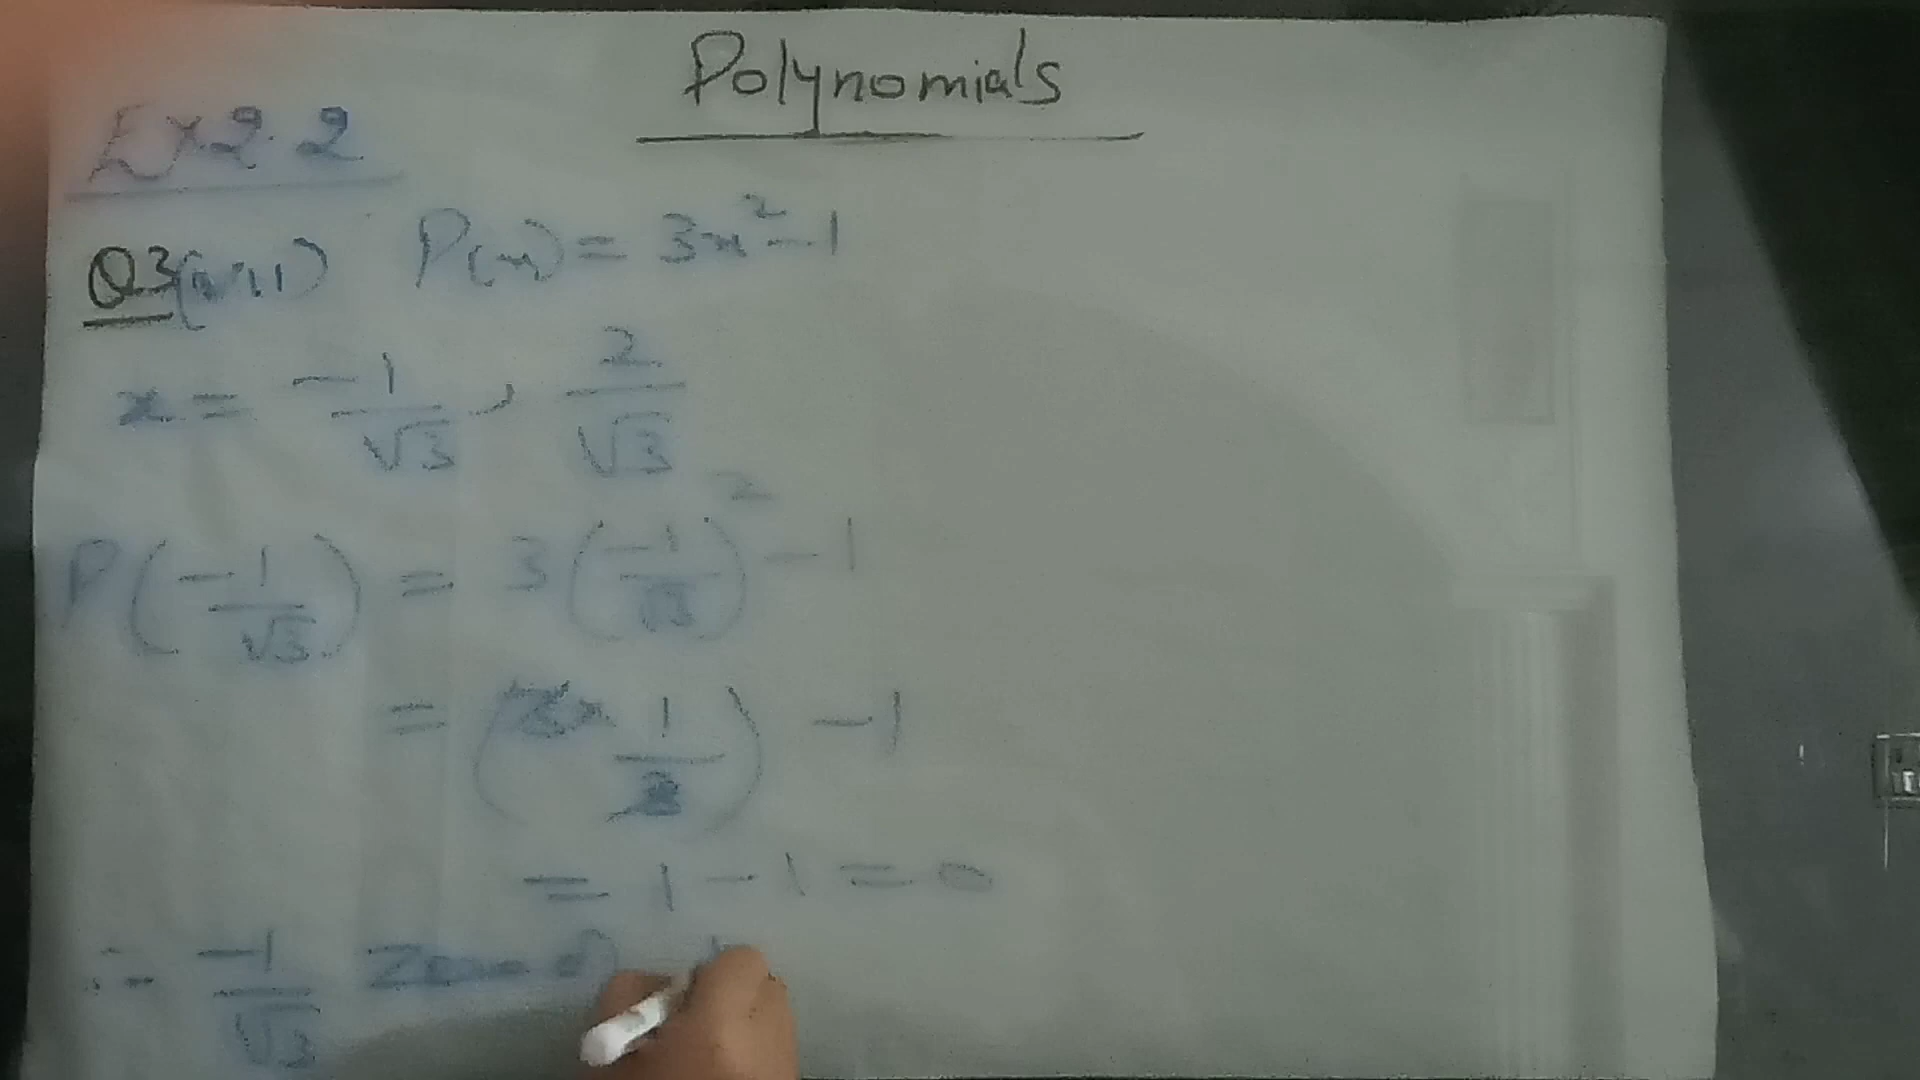 Polynomials
Ex 2.2
Q3 (vii) P(x) = 3x² - 1
x = -1/√3, 2/√3
P(-1/√3) = 3(-1/√3)² - 1
= (3 × 1/3) - 1
= 1 - 1 = 0
∴ -1/√3 Zero of